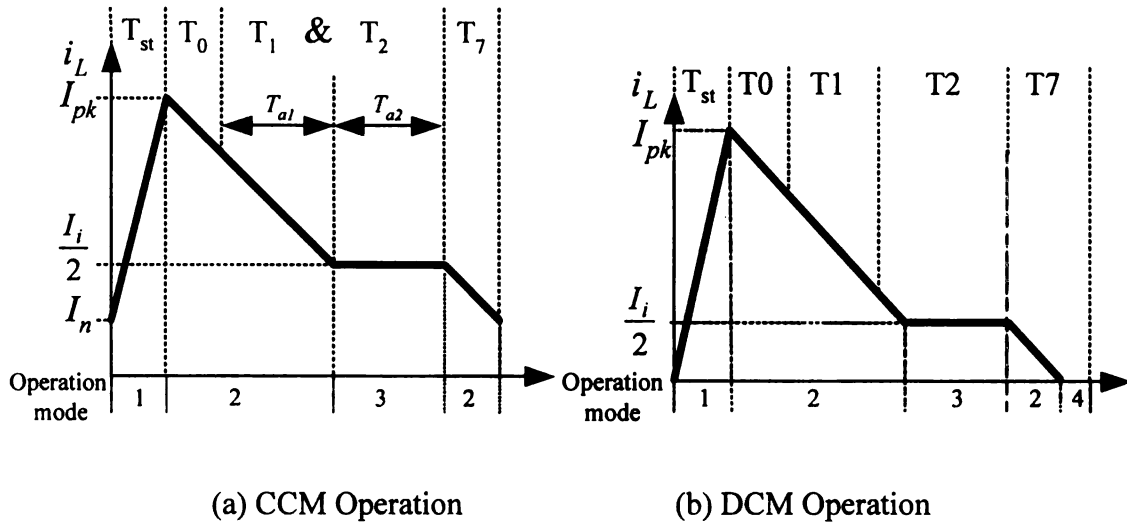 T_st T_0 T_1 & T_2 T_7
i_L
I_pk
T_a1 T_a2
I_i
2
I_n
Operation
mode
1 2 3 2
(a) CCM Operation
i_L T_st T0 T1 T2 T7
I_pk
I_i
2
Operation
mode
1 2 3 2 4
(b) DCM Operation